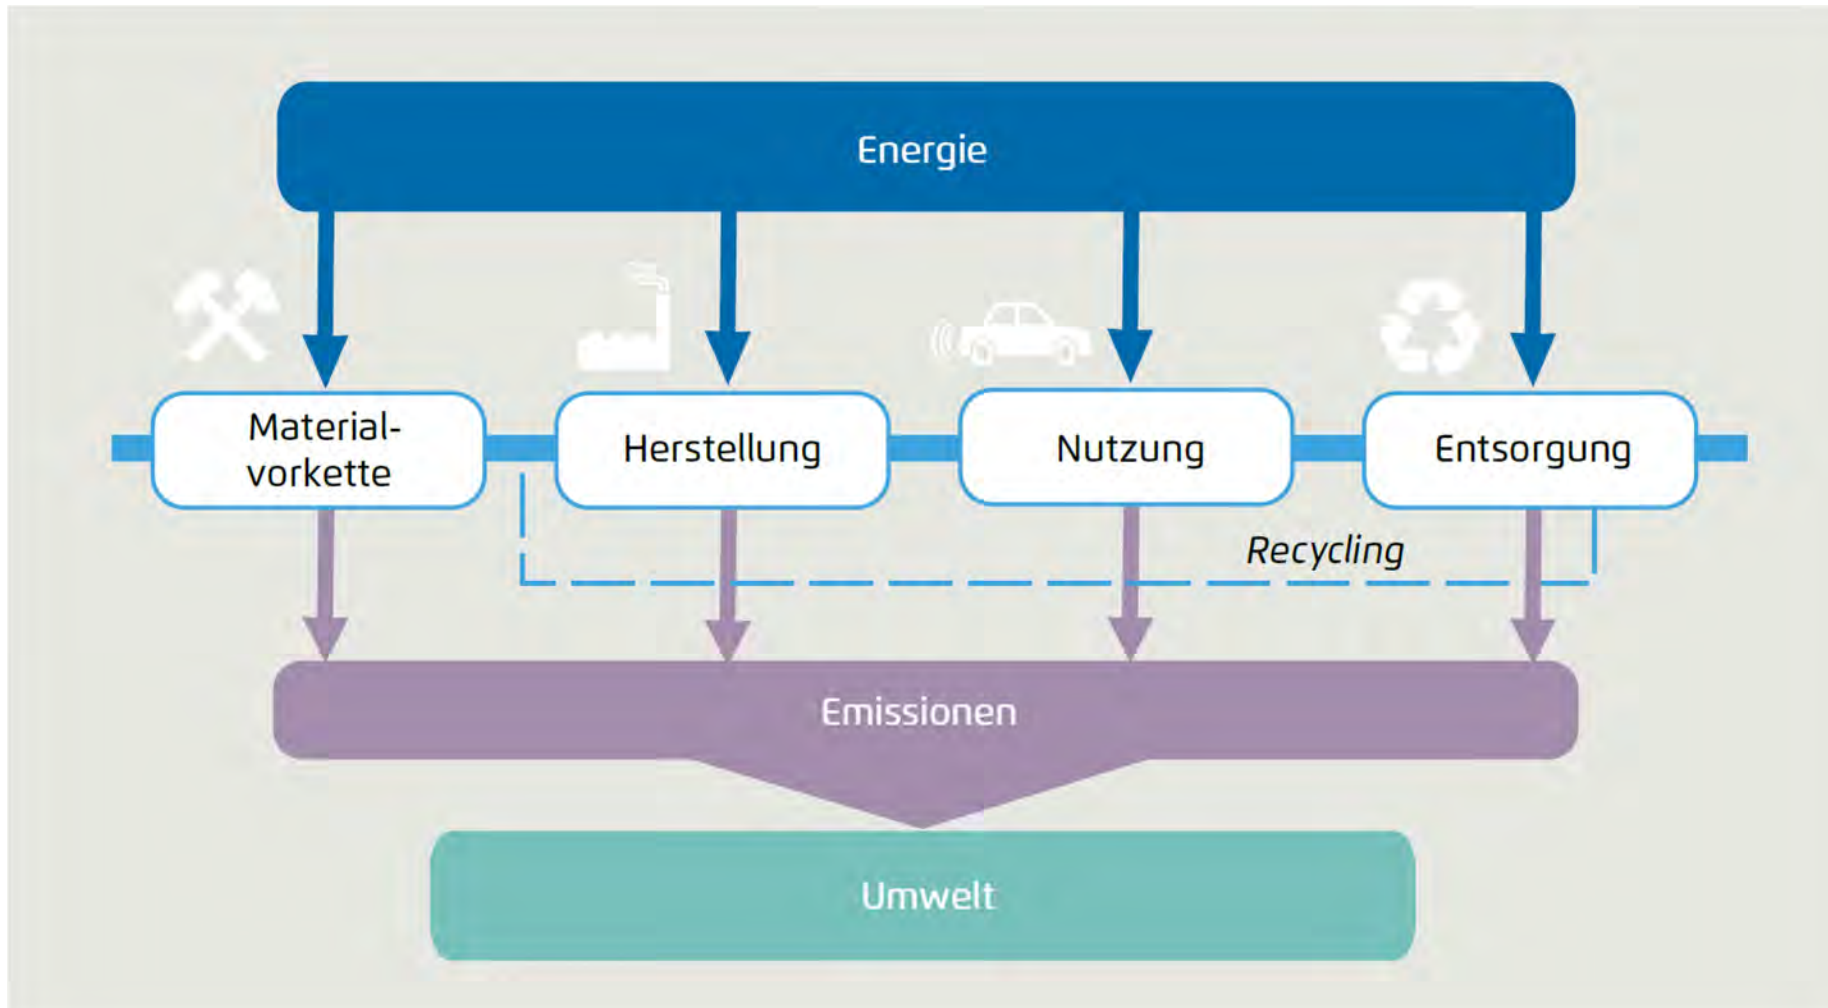 Energie
Material-
vorkette
Herstellung
Nutzung
Entsorgung
Recycling
Emissionen
Umwelt